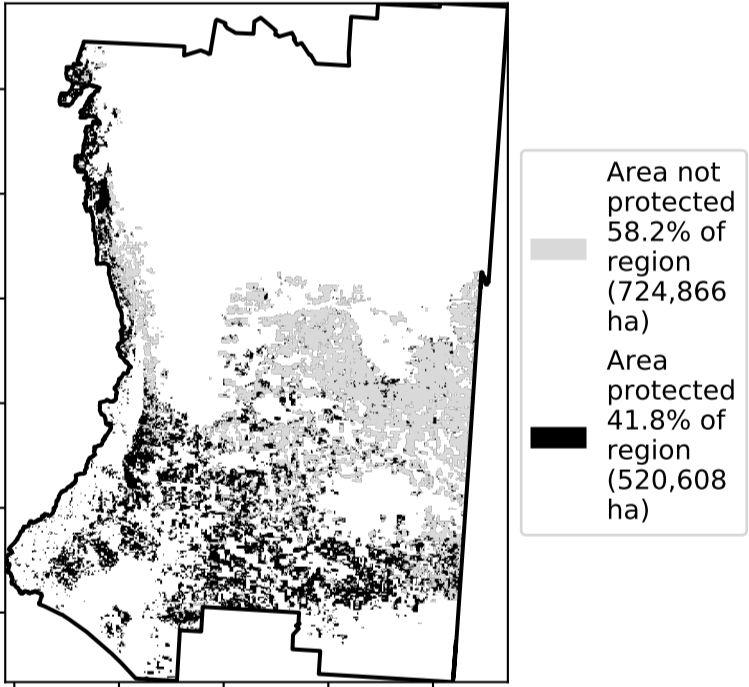 Area not
protected
58.2% of
region
(724,866
ha)
Area
protected
41.8% of
region
(520,608
ha)